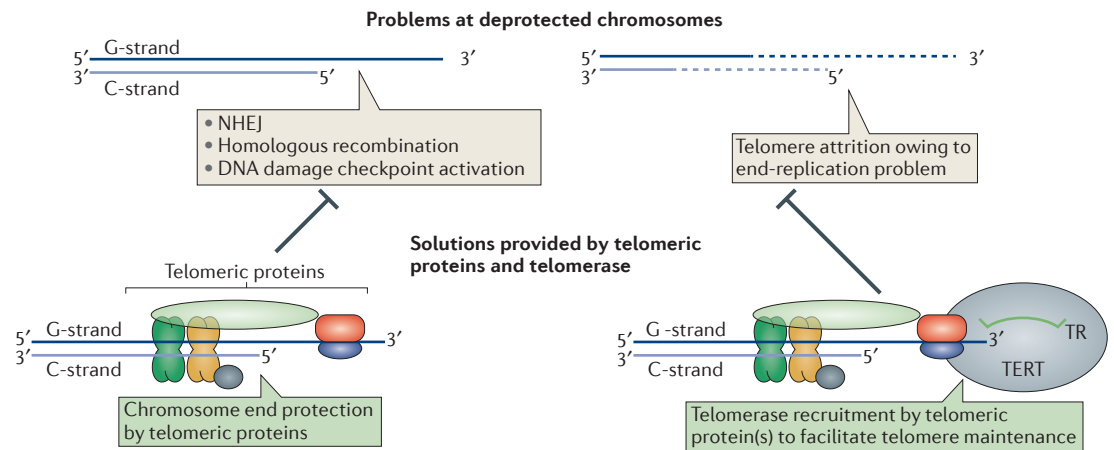 Problems at deprotected chromosomes
5′ G-strand 3′
3′ C-strand 5′
• NHEJ
• Homologous recombination
• DNA damage checkpoint activation
5′ 3′
3′ 5′
Telomere attrition owing to
end-replication problem
Solutions provided by telomeric
proteins and telomerase
Telomeric proteins
5′ G-strand 3′
3′ C-strand 5′
Chromosome end protection
by telomeric proteins
5′ G -strand 3′ TR
3′ C-strand 5′ TERT
Telomerase recruitment by telomeric
protein(s) to facilitate telomere maintenance